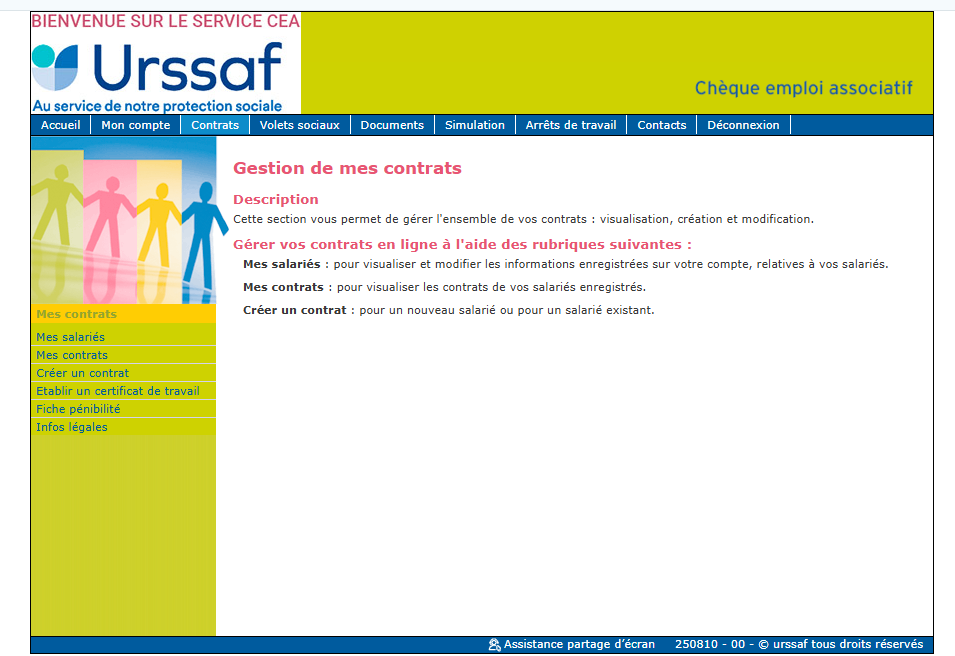 BIENVENUE SUR LE SERVICE CEA
Urssaf
Au service de notre protection sociale
Chèque emploi associatif
Accueil Mon compte Contrats Volets sociaux Documents Simulation Arrêts de travail Contacts Déconnexion
Gestion de mes contrats
Description
Cette section vous permet de gérer l'ensemble de vos contrats : visualisation, création et modification.
Gérer vos contrats en ligne à l'aide des rubriques suivantes :
Mes salariés : pour visualiser et modifier les informations enregistrées sur votre compte, relatives à vos salariés.
Mes contrats : pour visualiser les contrats de vos salariés enregistrés.
Créer un contrat : pour un nouveau salarié ou pour un salarié existant.
Mes contrats
Mes salariés
Mes contrats
Créer un contrat
Etablir un certificat de travail
Fiche pénibilité
Infos légales
Assistance partage d'écran 250810 - 00 - © urssaf tous droits réservés